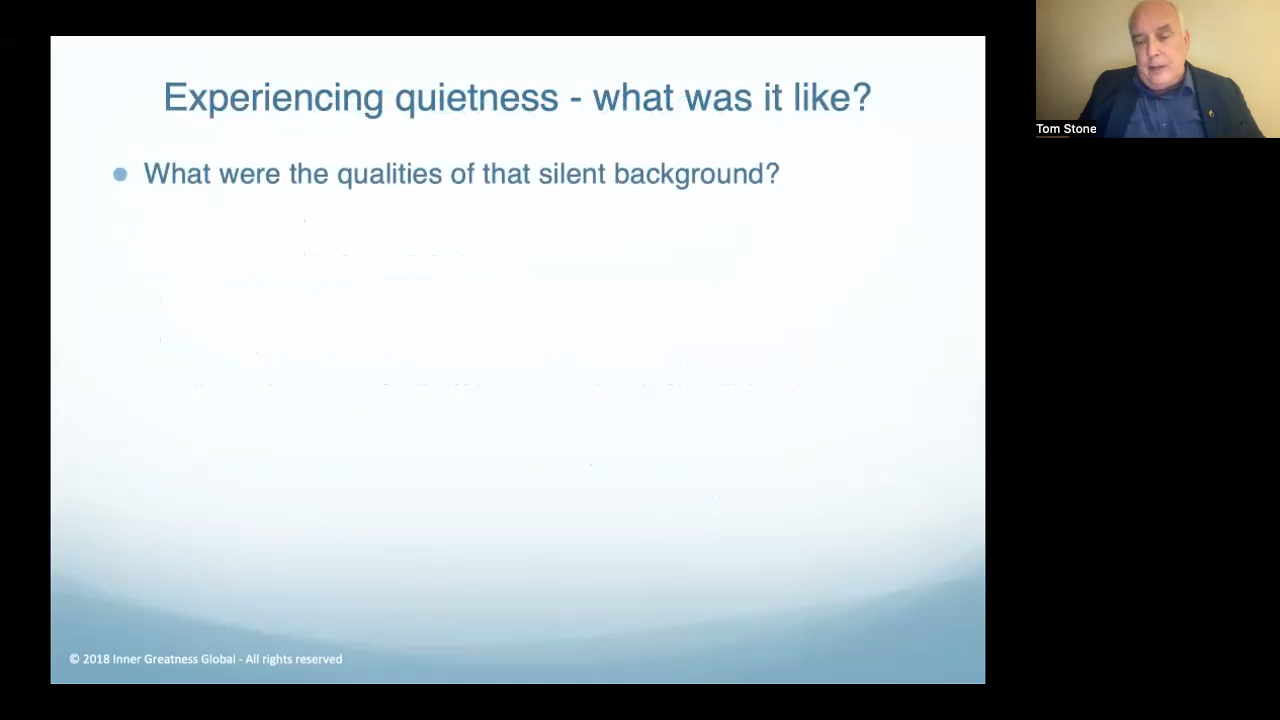 Experiencing quietness - what was it like?
What were the qualities of that silent background?
Tom Stone
© 2018 Inner Greatness Global - All rights reserved